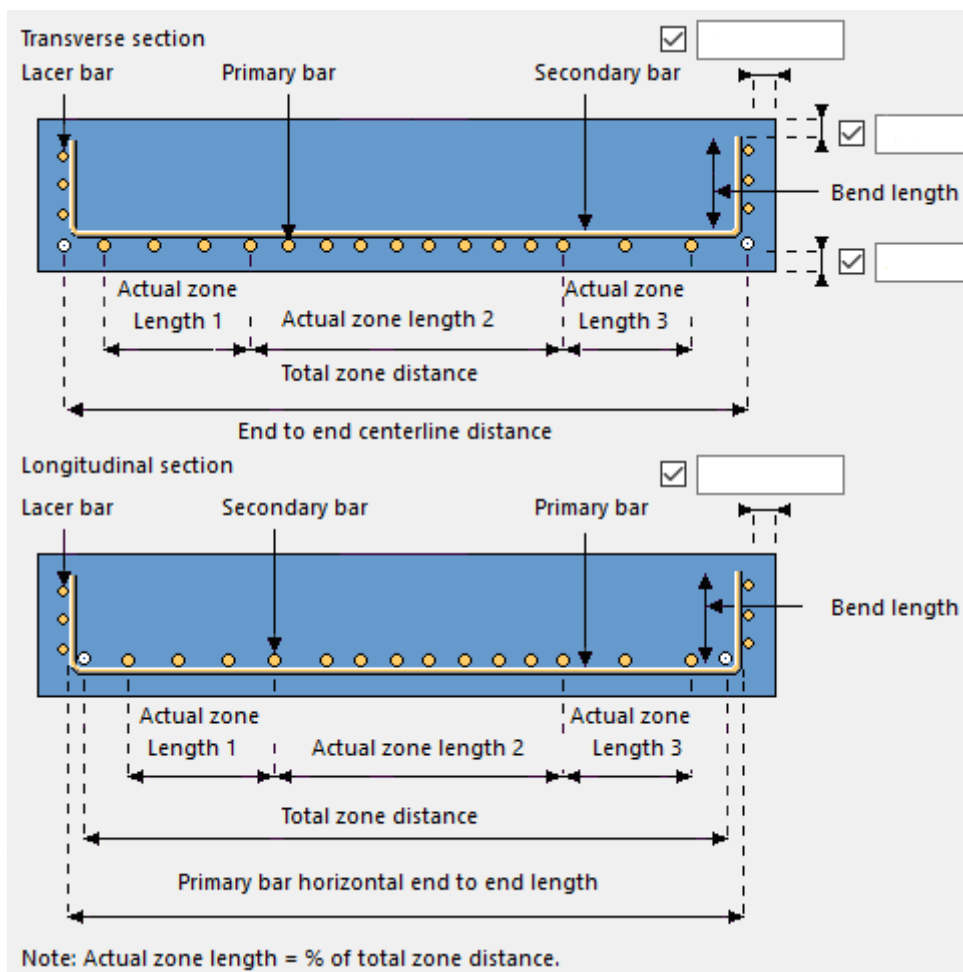 Transverse section
Lacer bar Primary bar Secondary bar
Bend length
Actual zone Actual zone
Length 1 Actual zone length 2 Length 3
Total zone distance
End to end centerline distance
Longitudinal section
Lacer bar Secondary bar Primary bar
Bend length
Actual zone Actual zone
Length 1 Actual zone length 2 Length 3
Total zone distance
Primary bar horizontal end to end length
Note: Actual zone length = % of total zone distance.